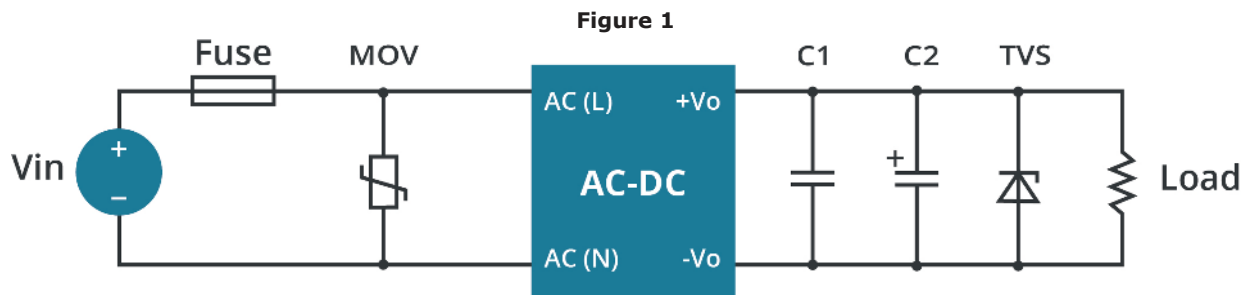 Figure 1
Fuse
MOV
C1
C2
TVS
AC (L)
+Vo
Vin
+
−
AC-DC
+
Load
AC (N)
-Vo